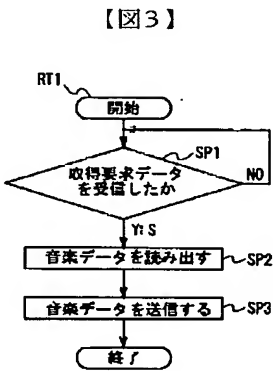 【図3】
RT1
開始
SP1
取得要求データ
を受信したか
NO
YES
音楽データを読み出す
SP2
音楽データを送信する
SP3
終了